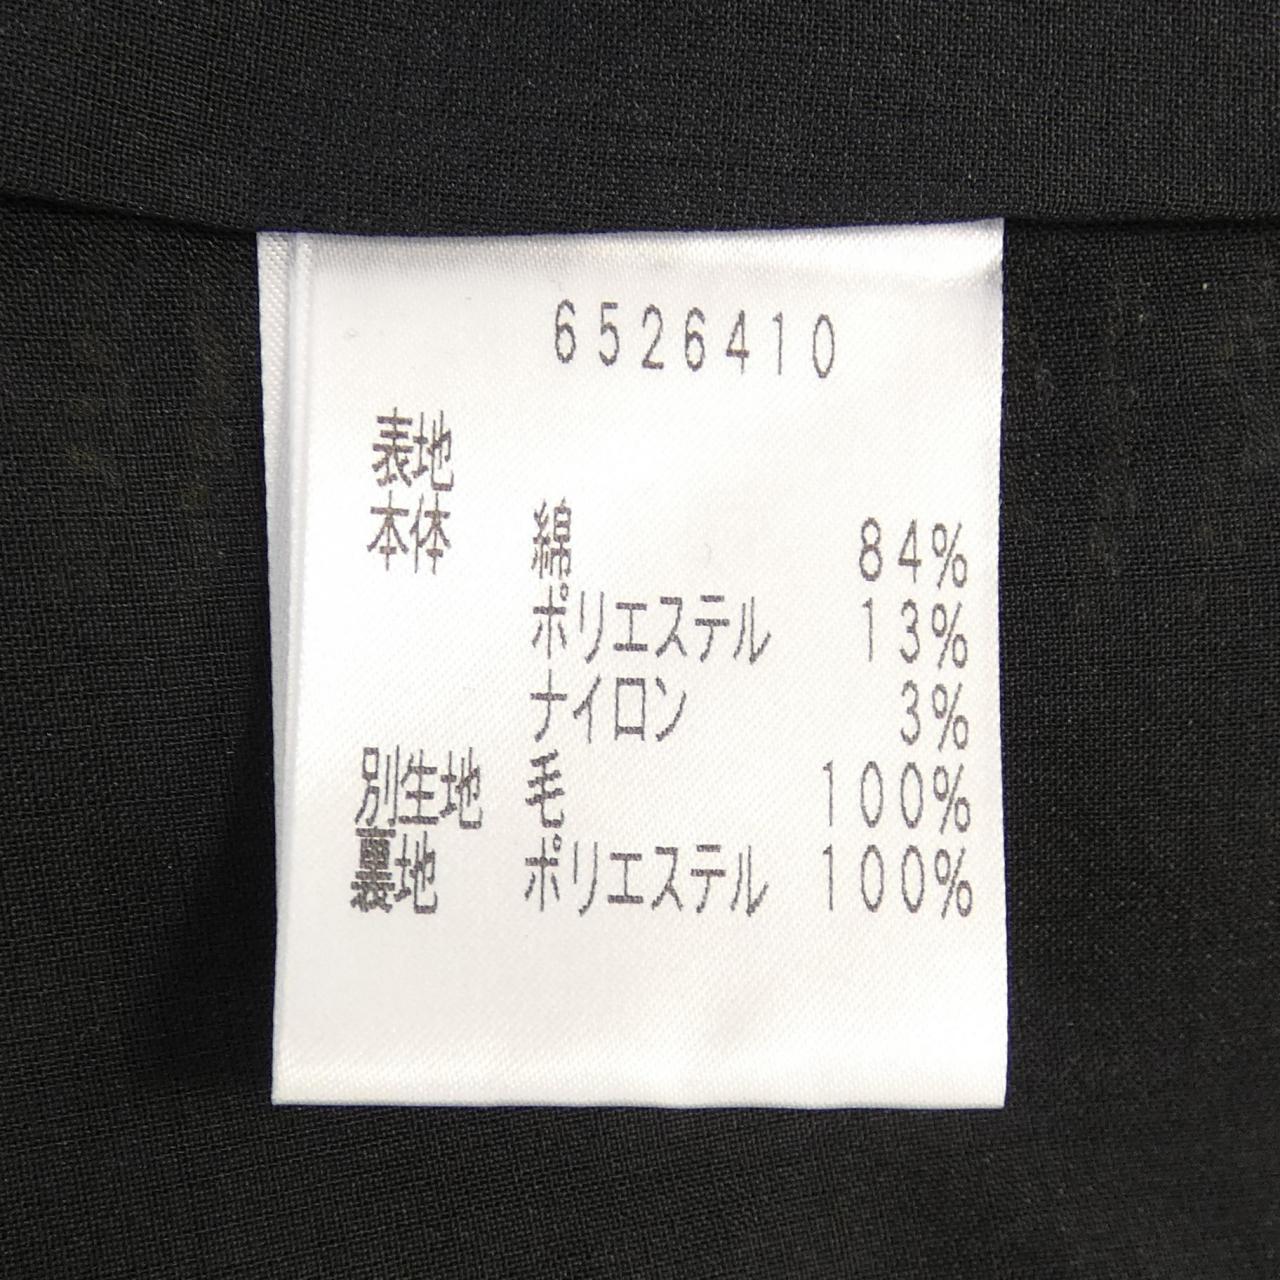 6526410
表地
本体 綿 84%
ポリエステル 13%
ナイロン 3%
別生地 毛 100%
裏地 ポリエステル 100%